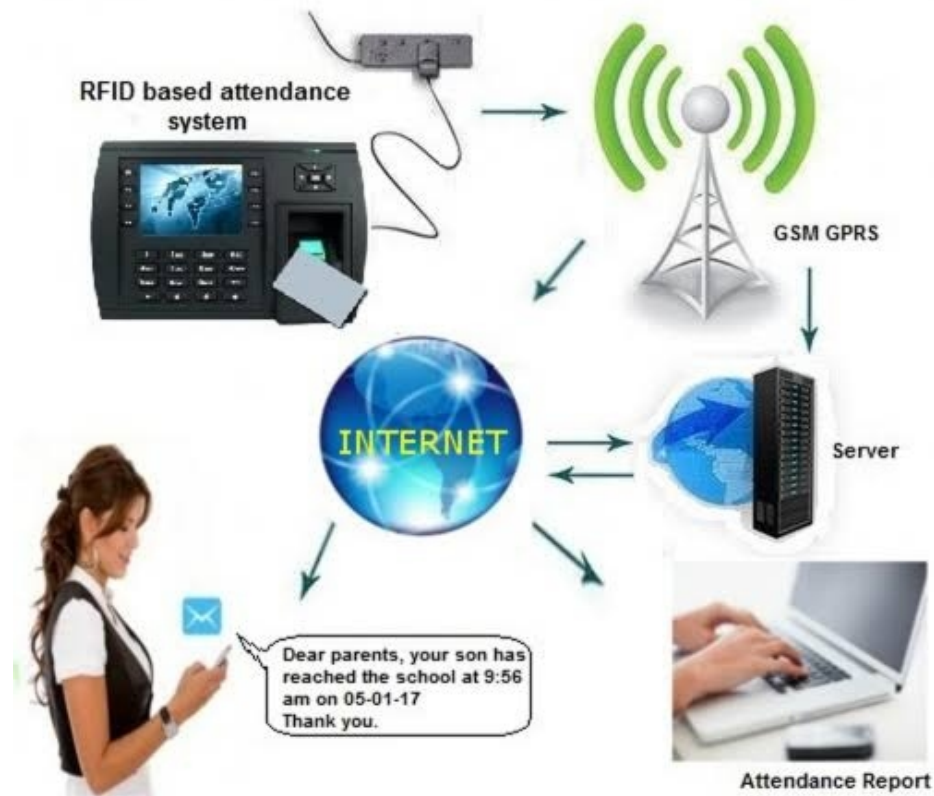 RFID based attendance
system
GSM GPRS
INTERNET
Server
Dear parents, your son has
reached the school at 9:56
am on 05-01-17
Thank you.
Attendance Report